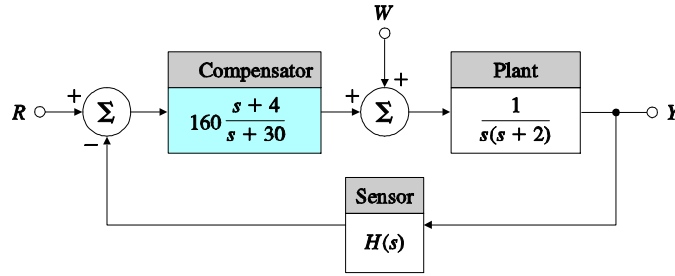 W
Compensator
Plant
R
+
Σ
−
160 (s + 4)/(s + 30)
+
+
Σ
1/(s(s + 2))
Y
Sensor
H(s)